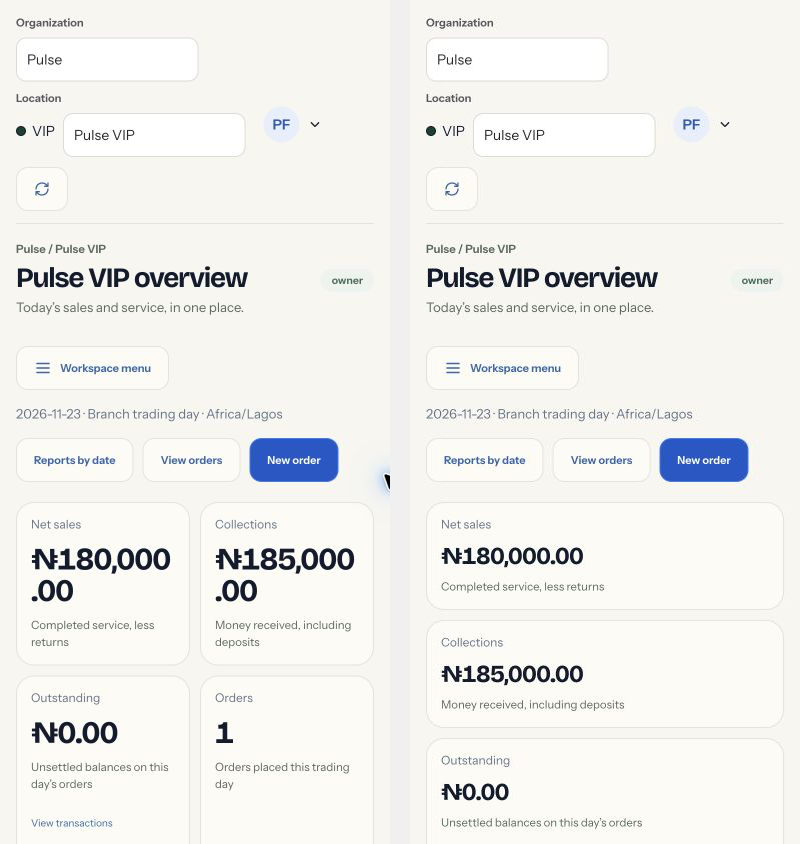 Organization
Pulse
Location
VIP
Pulse VIP
PF
Pulse / Pulse VIP
Pulse VIP overview
owner
Today's sales and service, in one place.
Workspace menu
2026-11-23 · Branch trading day · Africa/Lagos
Reports by date
View orders
New order
Net sales
₦180,000
.00
Completed service, less
returns
Collections
₦185,000
.00
Money received, including
deposits
Outstanding
₦0.00
Unsettled balances on this
day's orders
View transactions
Orders
1
Orders placed this trading
day
Organization
Pulse
Location
VIP
Pulse VIP
PF
Pulse / Pulse VIP
Pulse VIP overview
owner
Today's sales and service, in one place.
Workspace menu
2026-11-23 · Branch trading day · Africa/Lagos
Reports by date
View orders
New order
Net sales
₦180,000.00
Completed service, less returns
Collections
₦185,000.00
Money received, including deposits
Outstanding
₦0.00
Unsettled balances on this day's orders